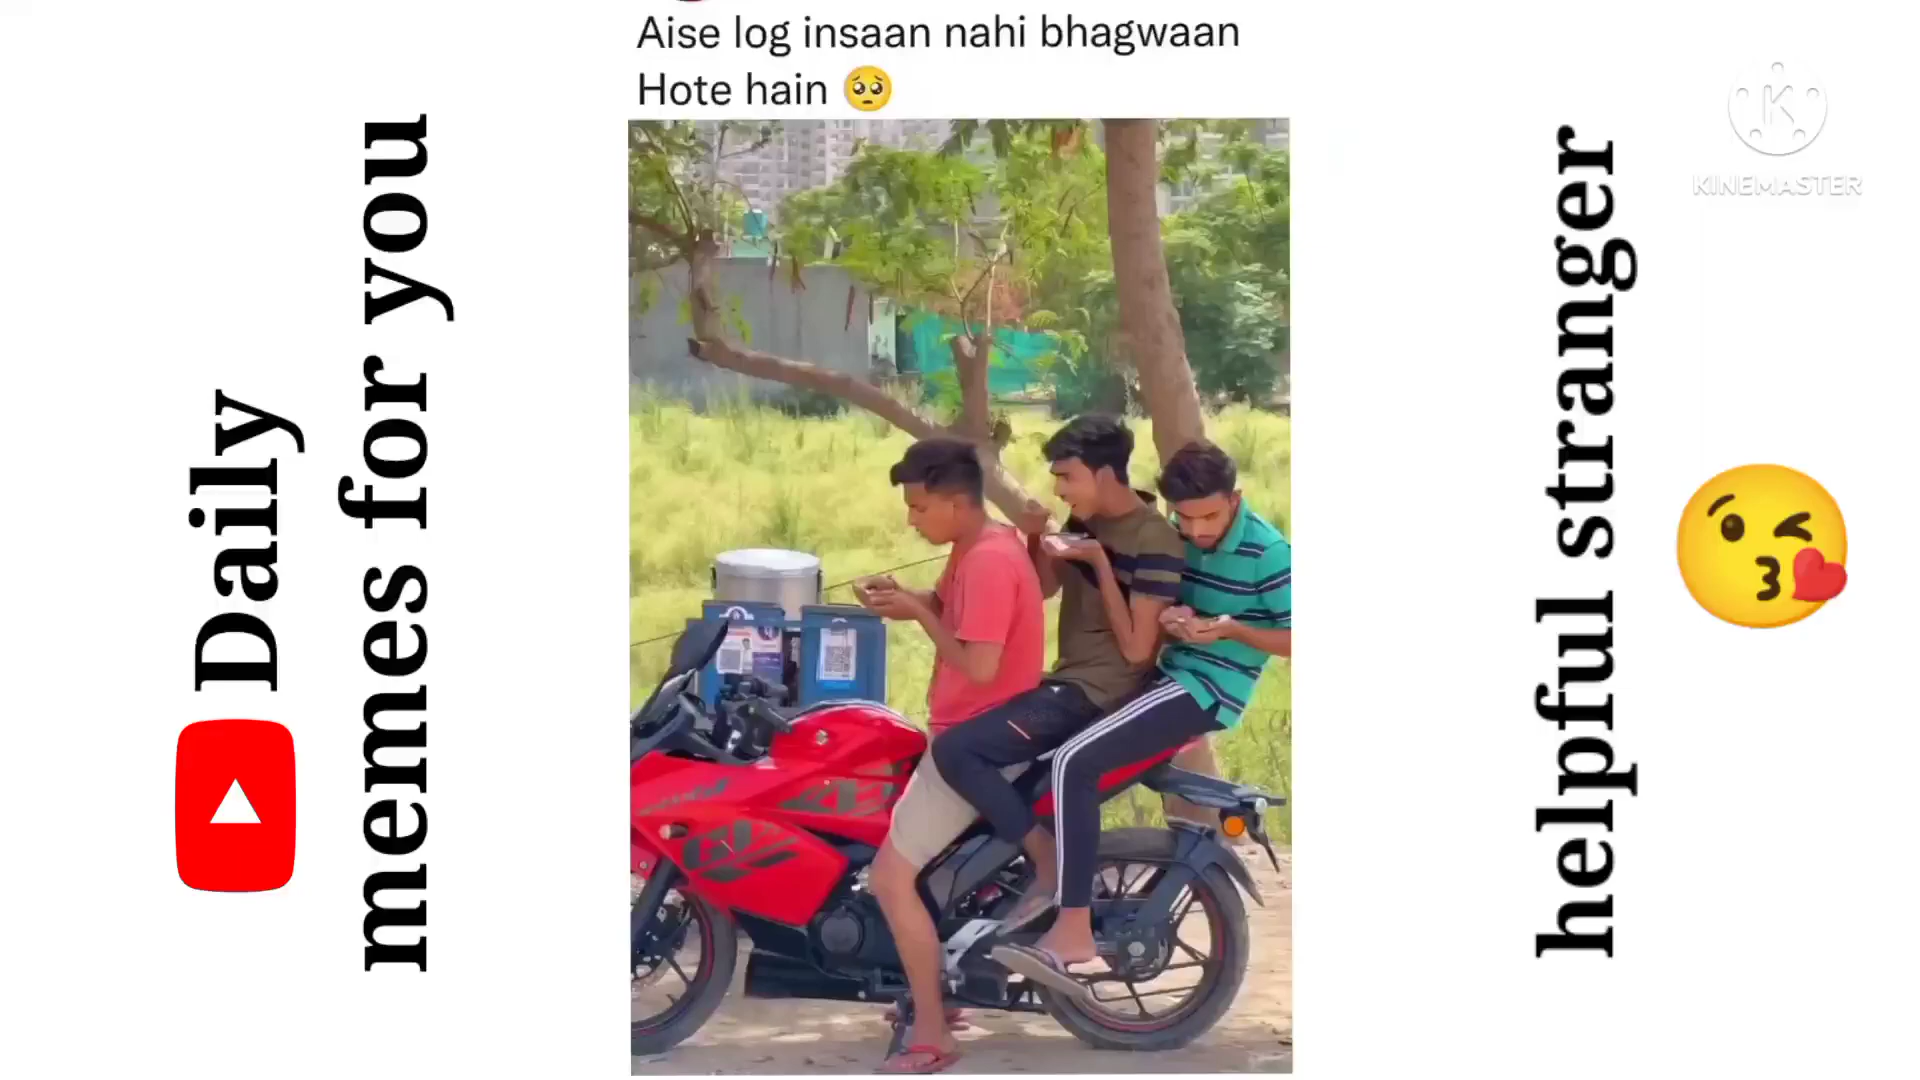 Aise log insaan nahi bhagwaan
Hote hain 🥺
Daily
memes for you
helpful stranger
KINEMASTER